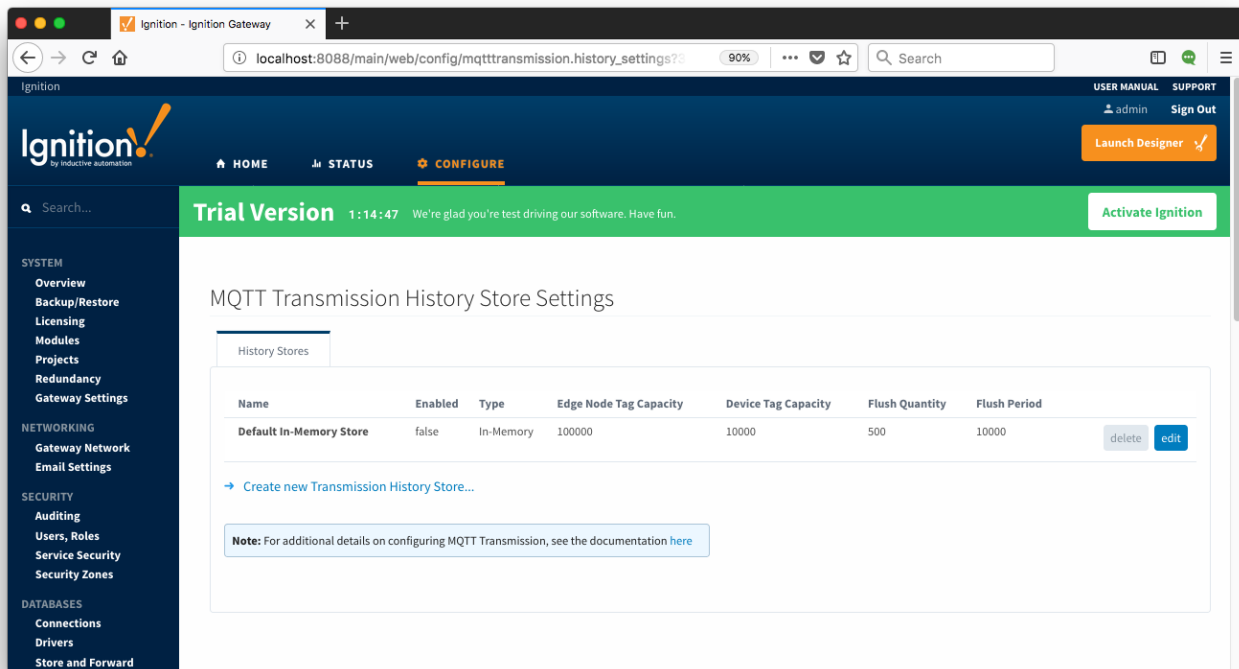 Ignition - Ignition Gateway
localhost:8088/main/web/config/mqtttransmission.history_settings?
90%
Search
Ignition
USER MANUAL SUPPORT
admin Sign Out
Ignition!
by inductive automation
Launch Designer
HOME STATUS CONFIGURE
Search...
Trial Version 1:14:47 We're glad you're test driving our software. Have fun.
Activate Ignition
SYSTEM
Overview
Backup/Restore
Licensing
Modules
Projects
Redundancy
Gateway Settings
NETWORKING
Gateway Network
Email Settings
SECURITY
Auditing
Users, Roles
Service Security
Security Zones
DATABASES
Connections
Drivers
Store and Forward
MQTT Transmission History Store Settings
History Stores
Name Enabled Type Edge Node Tag Capacity Device Tag Capacity Flush Quantity Flush Period
Default In-Memory Store false In-Memory 100000 10000 500 10000
delete edit
Create new Transmission History Store...
Note: For additional details on configuring MQTT Transmission, see the documentation here